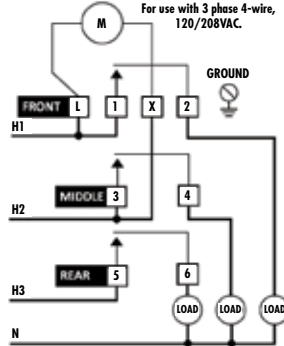 For use with 3 phase 4-wire,
120/208VAC.
M
GROUND
FRONT L 1 X 2
H1
MIDDLE 3 4
H2
REAR 5 6
H3
LOAD LOAD LOAD
N